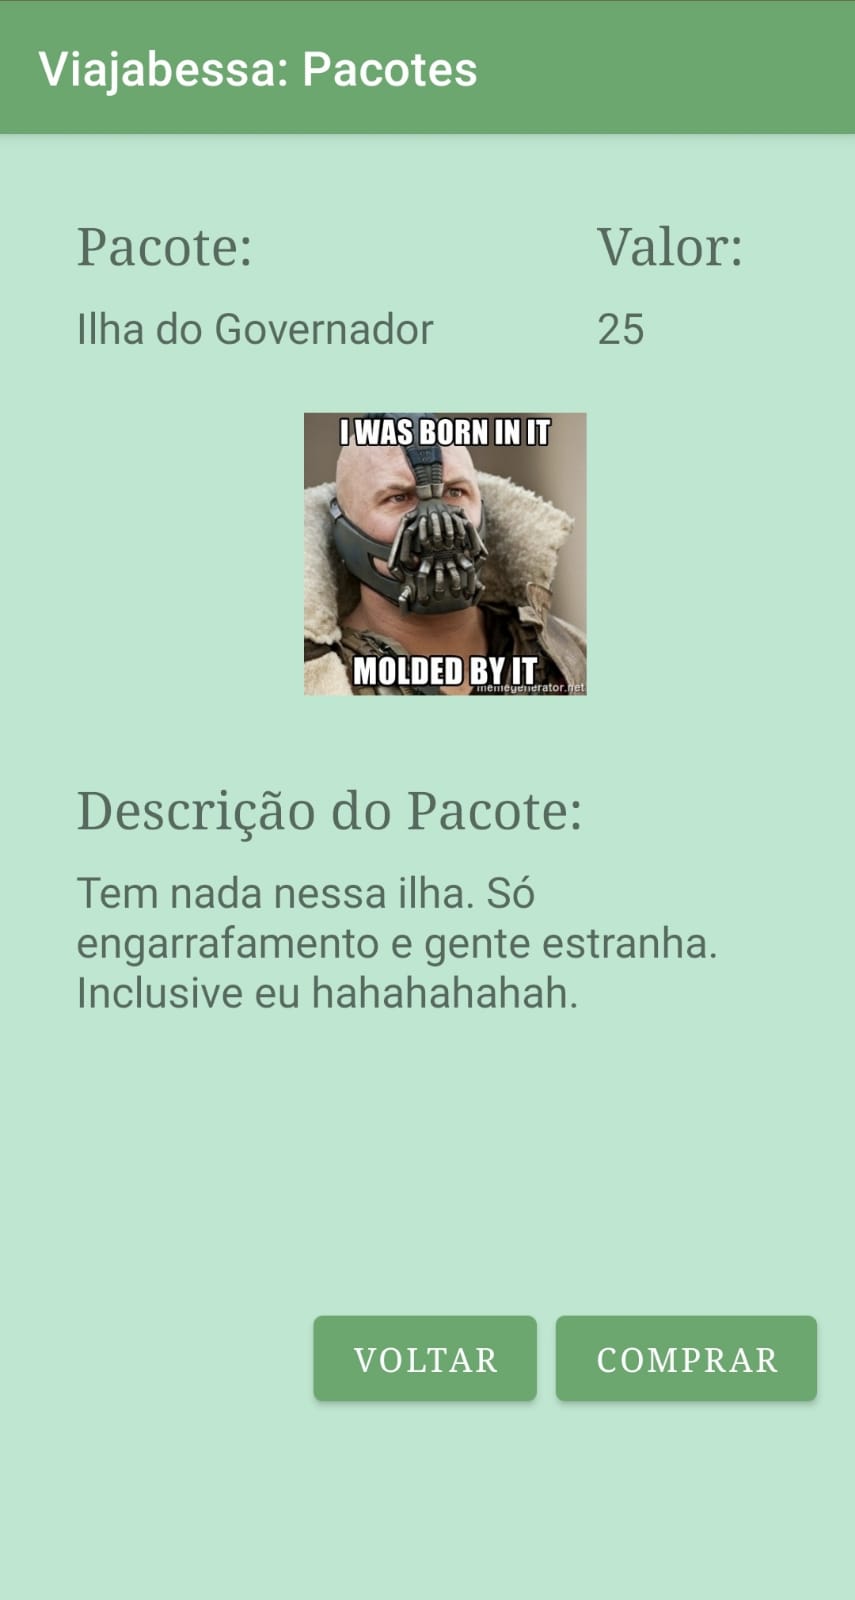 Viajabessa: Pacotes
Pacote:
Valor:
Ilha do Governador
25
I WAS BORN IN IT
MOLDED BY IT
memegenerator.net
Descrição do Pacote:
Tem nada nessa ilha. Só
engarrafamento e gente estranha.
Inclusive eu hahahahahah.
VOLTAR
COMPRAR